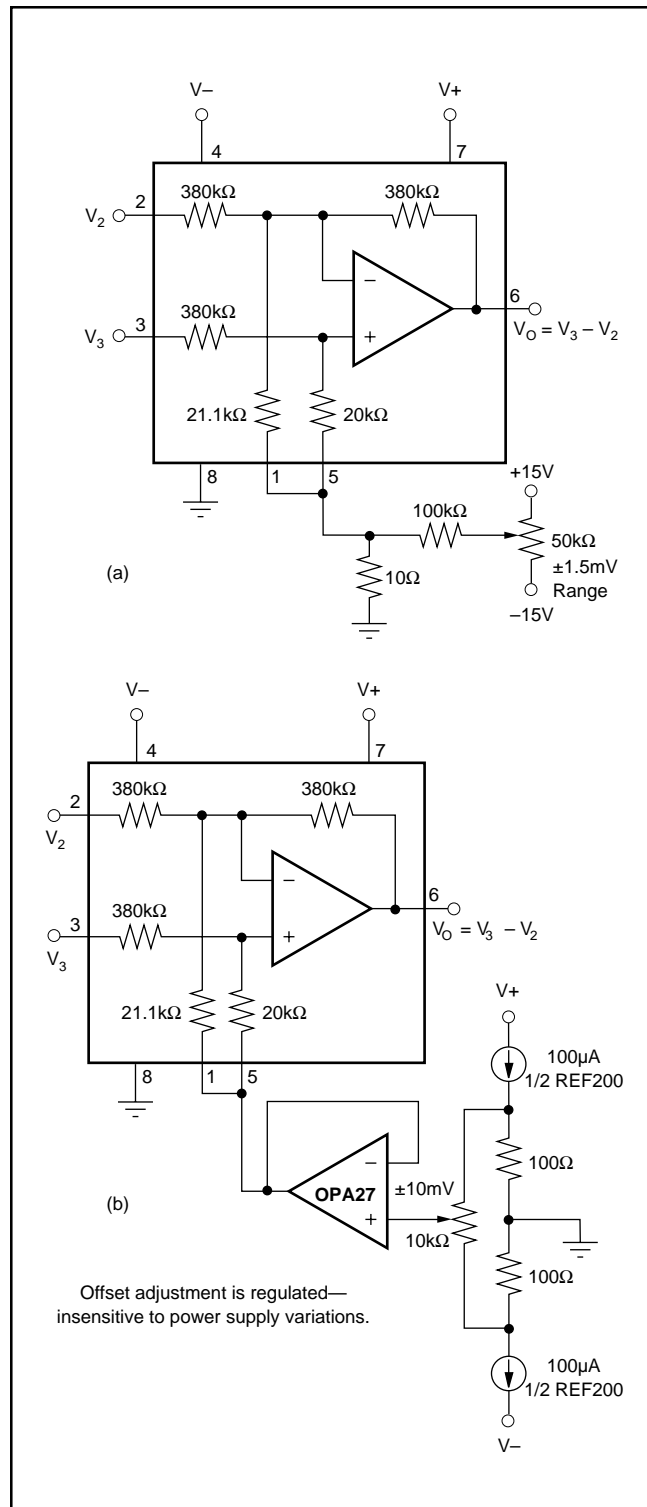 V– V+
4 7
380kΩ 380kΩ
V2 2
380kΩ
V3 3
– +
6
VO = V3 – V2
21.1kΩ 20kΩ
8 1 5
+15V
100kΩ
50kΩ
±1.5mV
Range
10Ω
–15V
(a)
V– V+
4 7
380kΩ 380kΩ
2
V2
380kΩ
3
V3
– +
6
VO = V3 – V2
21.1kΩ 20kΩ
8 1 5
V+
100µA
1/2 REF200
100Ω
–
OPA27
+
±10mV
10kΩ
100Ω
(b)
Offset adjustment is regulated—
insensitive to power supply variations.
100µA
1/2 REF200
V–